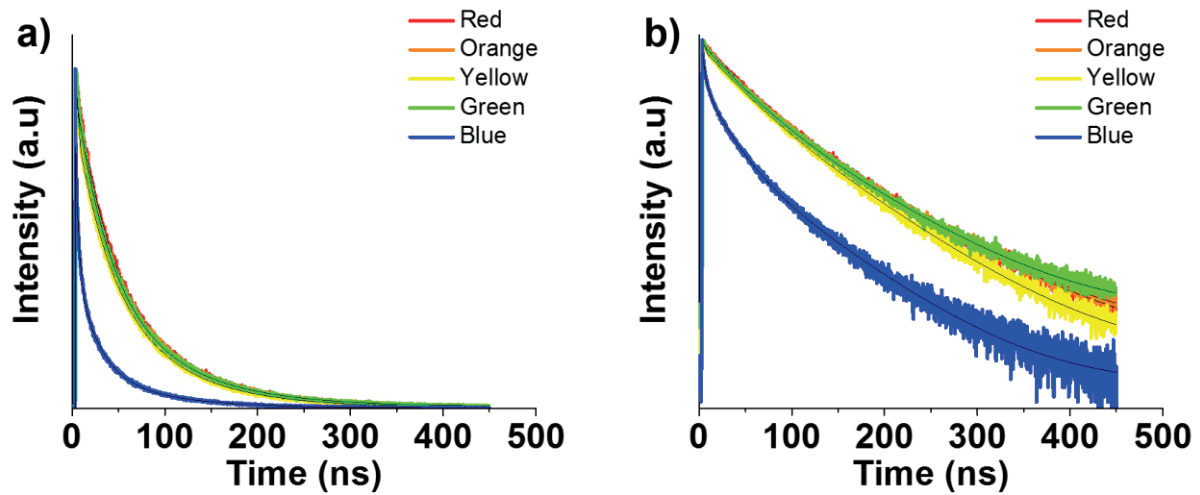 a)
Red
Orange
Yellow
Green
Blue
Intensity (a.u)
0 100 200 300 400 500
Time (ns)
b)
Red
Orange
Yellow
Green
Blue
Intensity (a.u)
0 100 200 300 400 500
Time (ns)